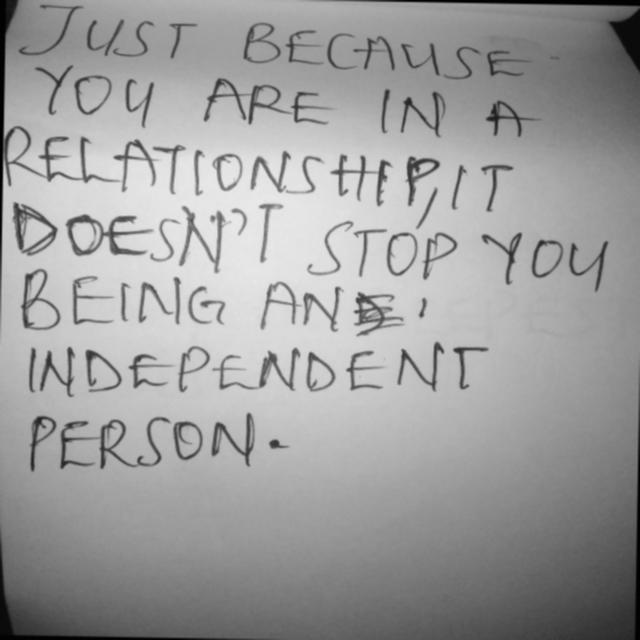 JUST BECAUSE
YOU ARE IN A
RELATIONSHIP, IT
DOESN'T STOP YOU
BEING AN
INDEPENDENT
PERSON.